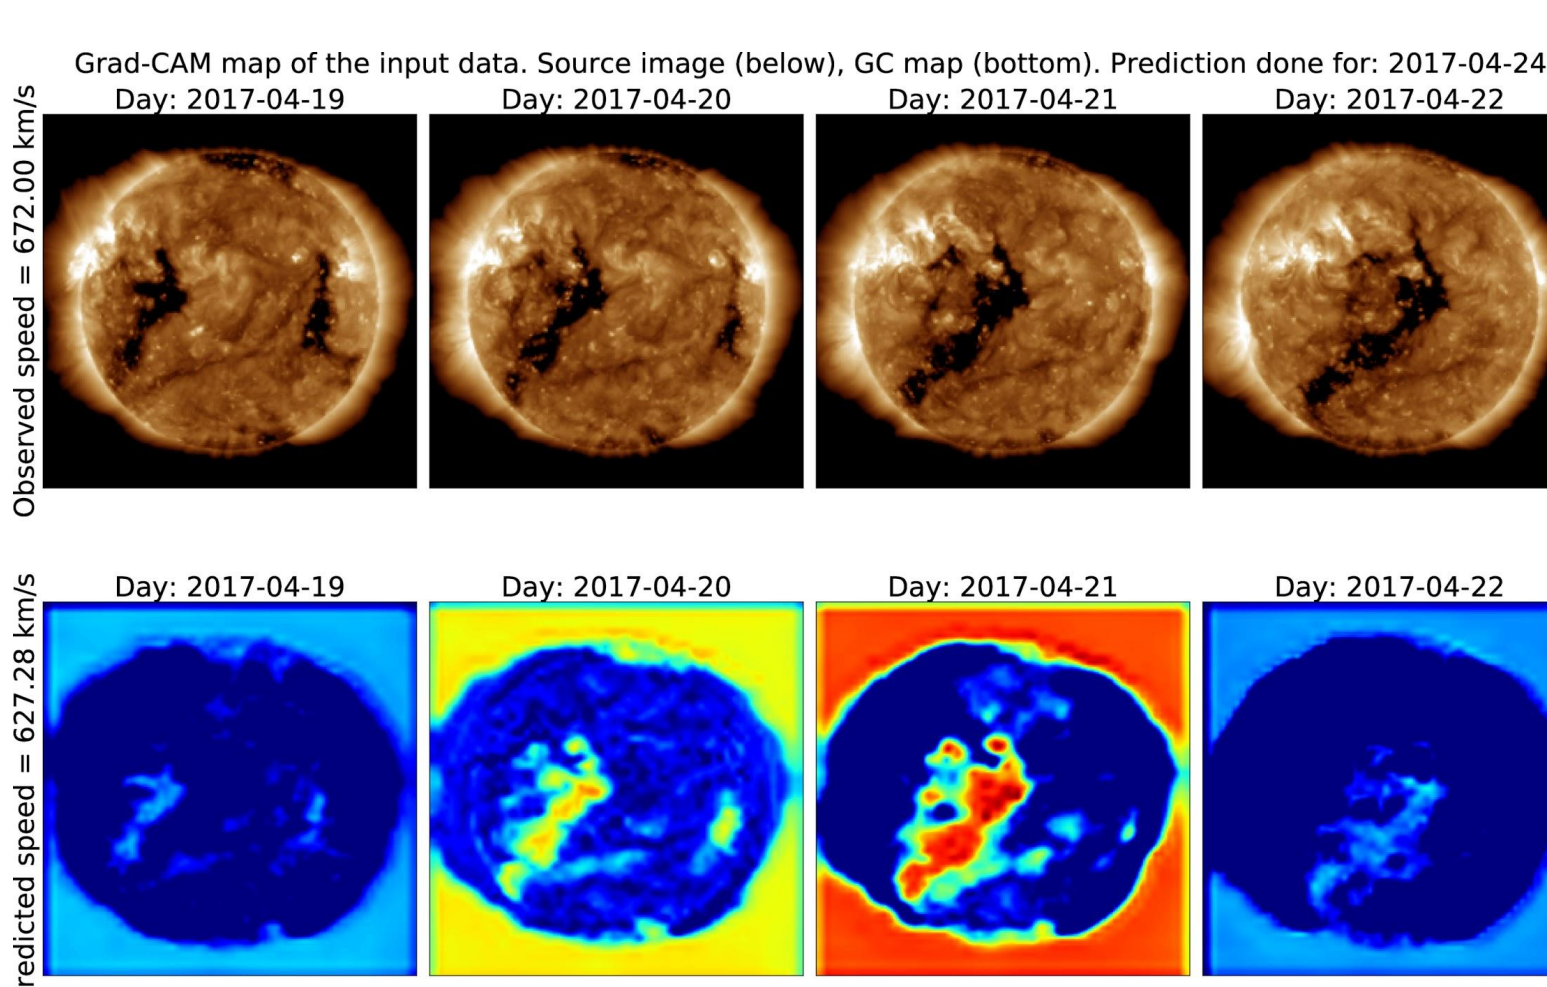 Grad-CAM map of the input data. Source image (below), GC map (bottom). Prediction done for: 2017-04-24
Day: 2017-04-19
Day: 2017-04-20
Day: 2017-04-21
Day: 2017-04-22
Observed speed = 672.00 km/s
Day: 2017-04-19
Day: 2017-04-20
Day: 2017-04-21
Day: 2017-04-22
redicted speed = 627.28 km/s